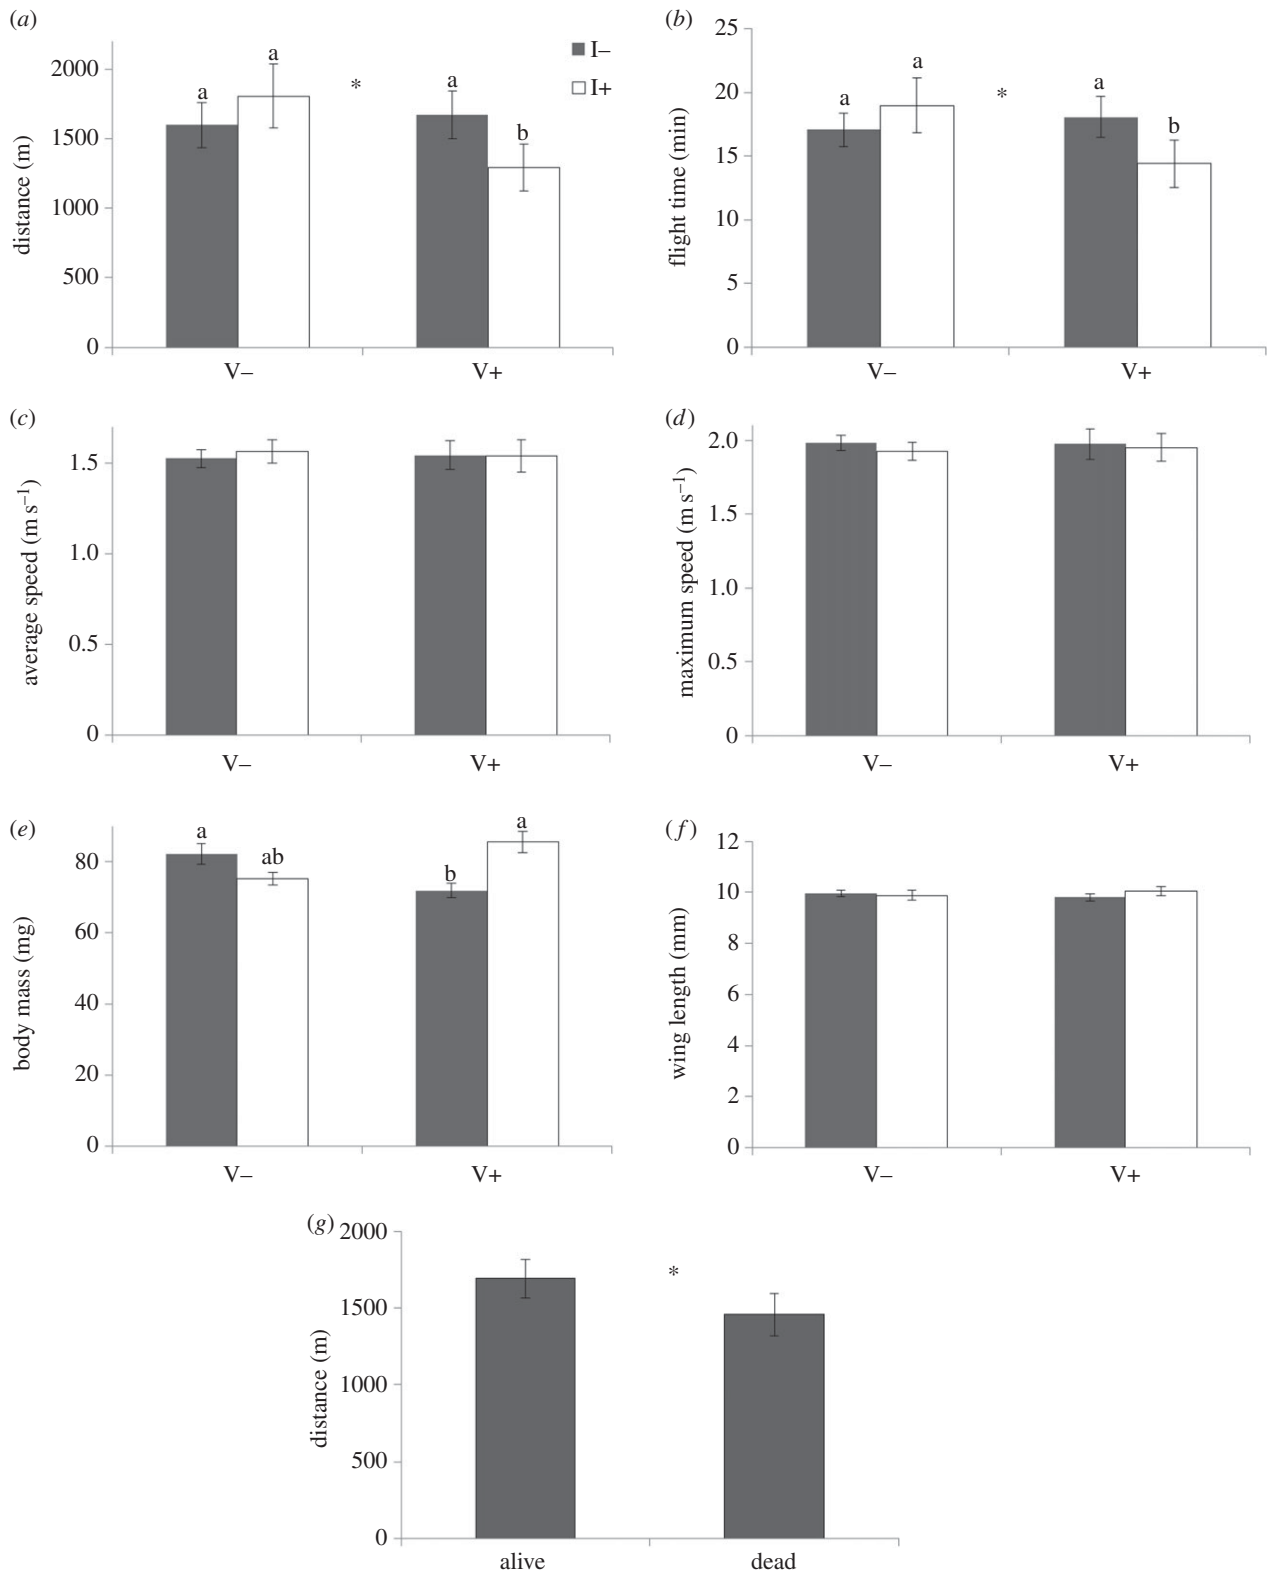 (a)
2000
1500
1000
500
0
distance (m)
a
a
*
a
b
I–
I+
V–
V+
(b)
25
20
15
10
5
0
flight time (min)
a
a
*
a
b
V–
V+
(c)
1.5
1.0
0.5
0
average speed (m s–1)
V–
V+
(d)
2.0
1.5
1.0
0.5
0
maximum speed (m s–1)
V–
V+
(e)
80
60
40
20
0
body mass (mg)
a
ab
b
a
V–
V+
(f)
12
10
8
6
4
2
0
wing length (mm)
V–
V+
(g)
2000
1500
1000
500
0
distance (m)
*
alive
dead